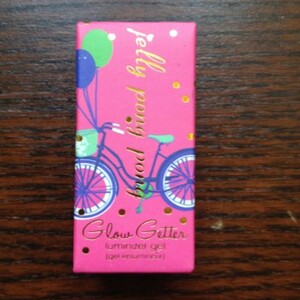 jelly pong pong
Glow Getter
luminizer gel
(gel enlumineur)